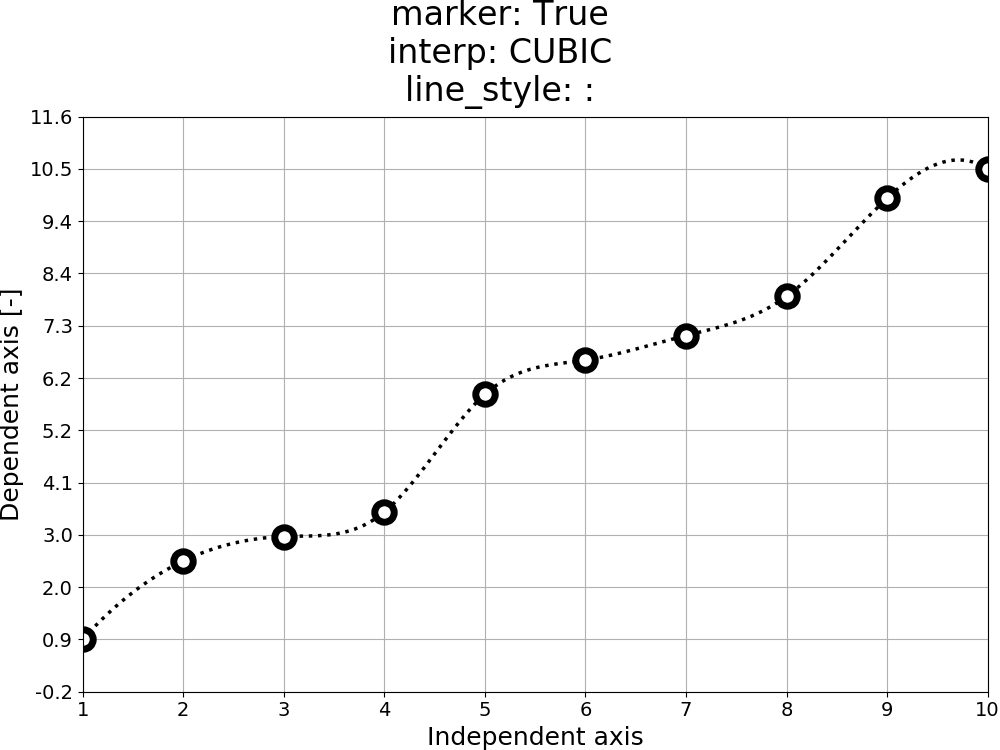 marker: True
interp: CUBIC
line_style: :
11.6
10.5
9.4
8.4
7.3
6.2
5.2
4.1
3.0
2.0
0.9
-0.2
Dependent axis [-]
1 2 3 4 5 6 7 8 9 10
Independent axis